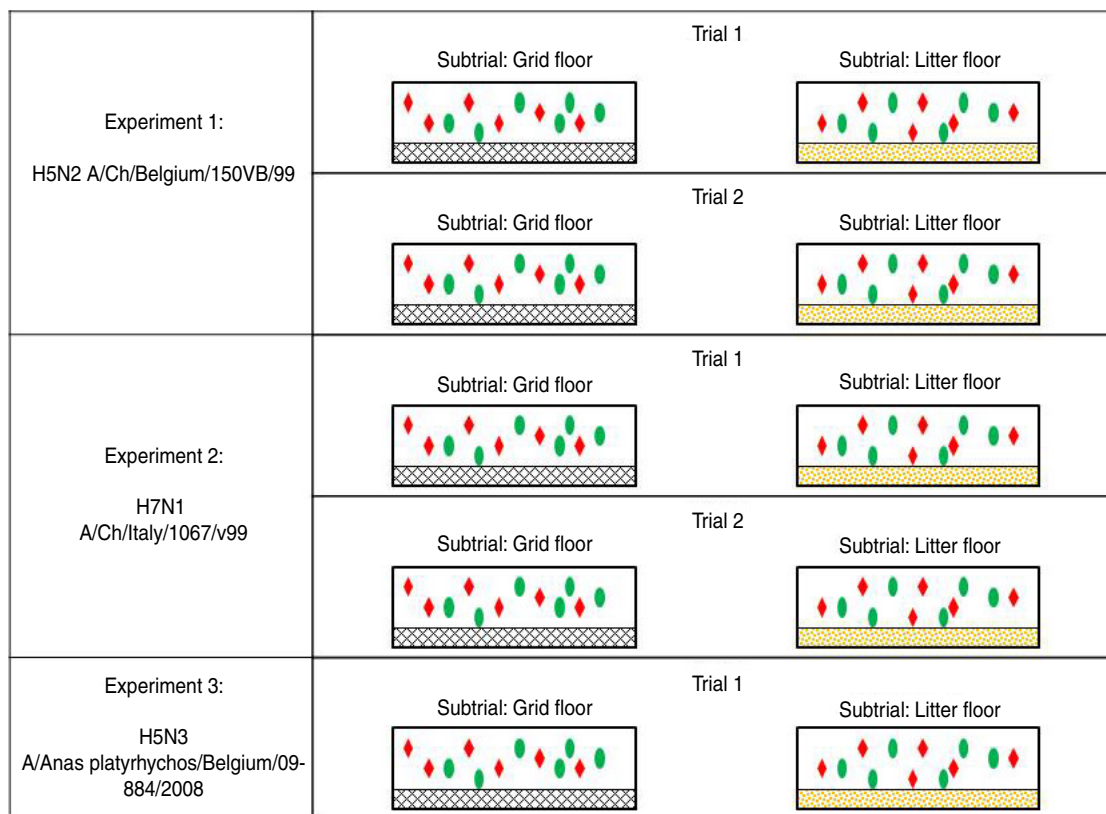 Experiment 1:
H5N2 A/Ch/Belgium/150VB/99
Trial 1
Subtrial: Grid floor
Subtrial: Litter floor
Trial 2
Subtrial: Grid floor
Subtrial: Litter floor
Experiment 2:
H7N1
A/Ch/Italy/1067/v99
Trial 1
Subtrial: Grid floor
Subtrial: Litter floor
Trial 2
Subtrial: Grid floor
Subtrial: Litter floor
Experiment 3:
H5N3
A/Anas platyrhychos/Belgium/09-
884/2008
Trial 1
Subtrial: Grid floor
Subtrial: Litter floor